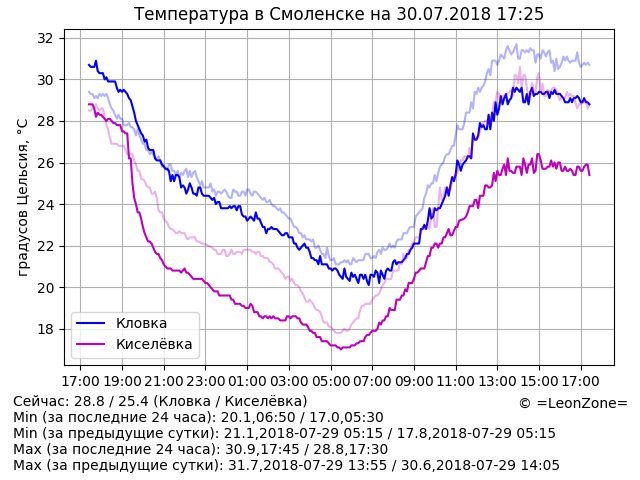 Температура в Смоленске на 30.07.2018 17:25
градусов Цельсия, °C
32
30
28
26
24
22
20
18
Кловка
Киселёвка
17:00 19:00 21:00 23:00 01:00 03:00 05:00 07:00 09:00 11:00 13:00 15:00 17:00
Сейчас: 28.8 / 25.4 (Кловка / Киселёвка)
© =LeonZone=
Min (за последние 24 часа): 20.1,06:50 / 17.0,05:30
Min (за предыдущие сутки): 21.1,2018-07-29 05:15 / 17.8,2018-07-29 05:15
Max (за последние 24 часа): 30.9,17:45 / 28.8,17:30
Max (за предыдущие сутки): 31.7,2018-07-29 13:55 / 30.6,2018-07-29 14:05